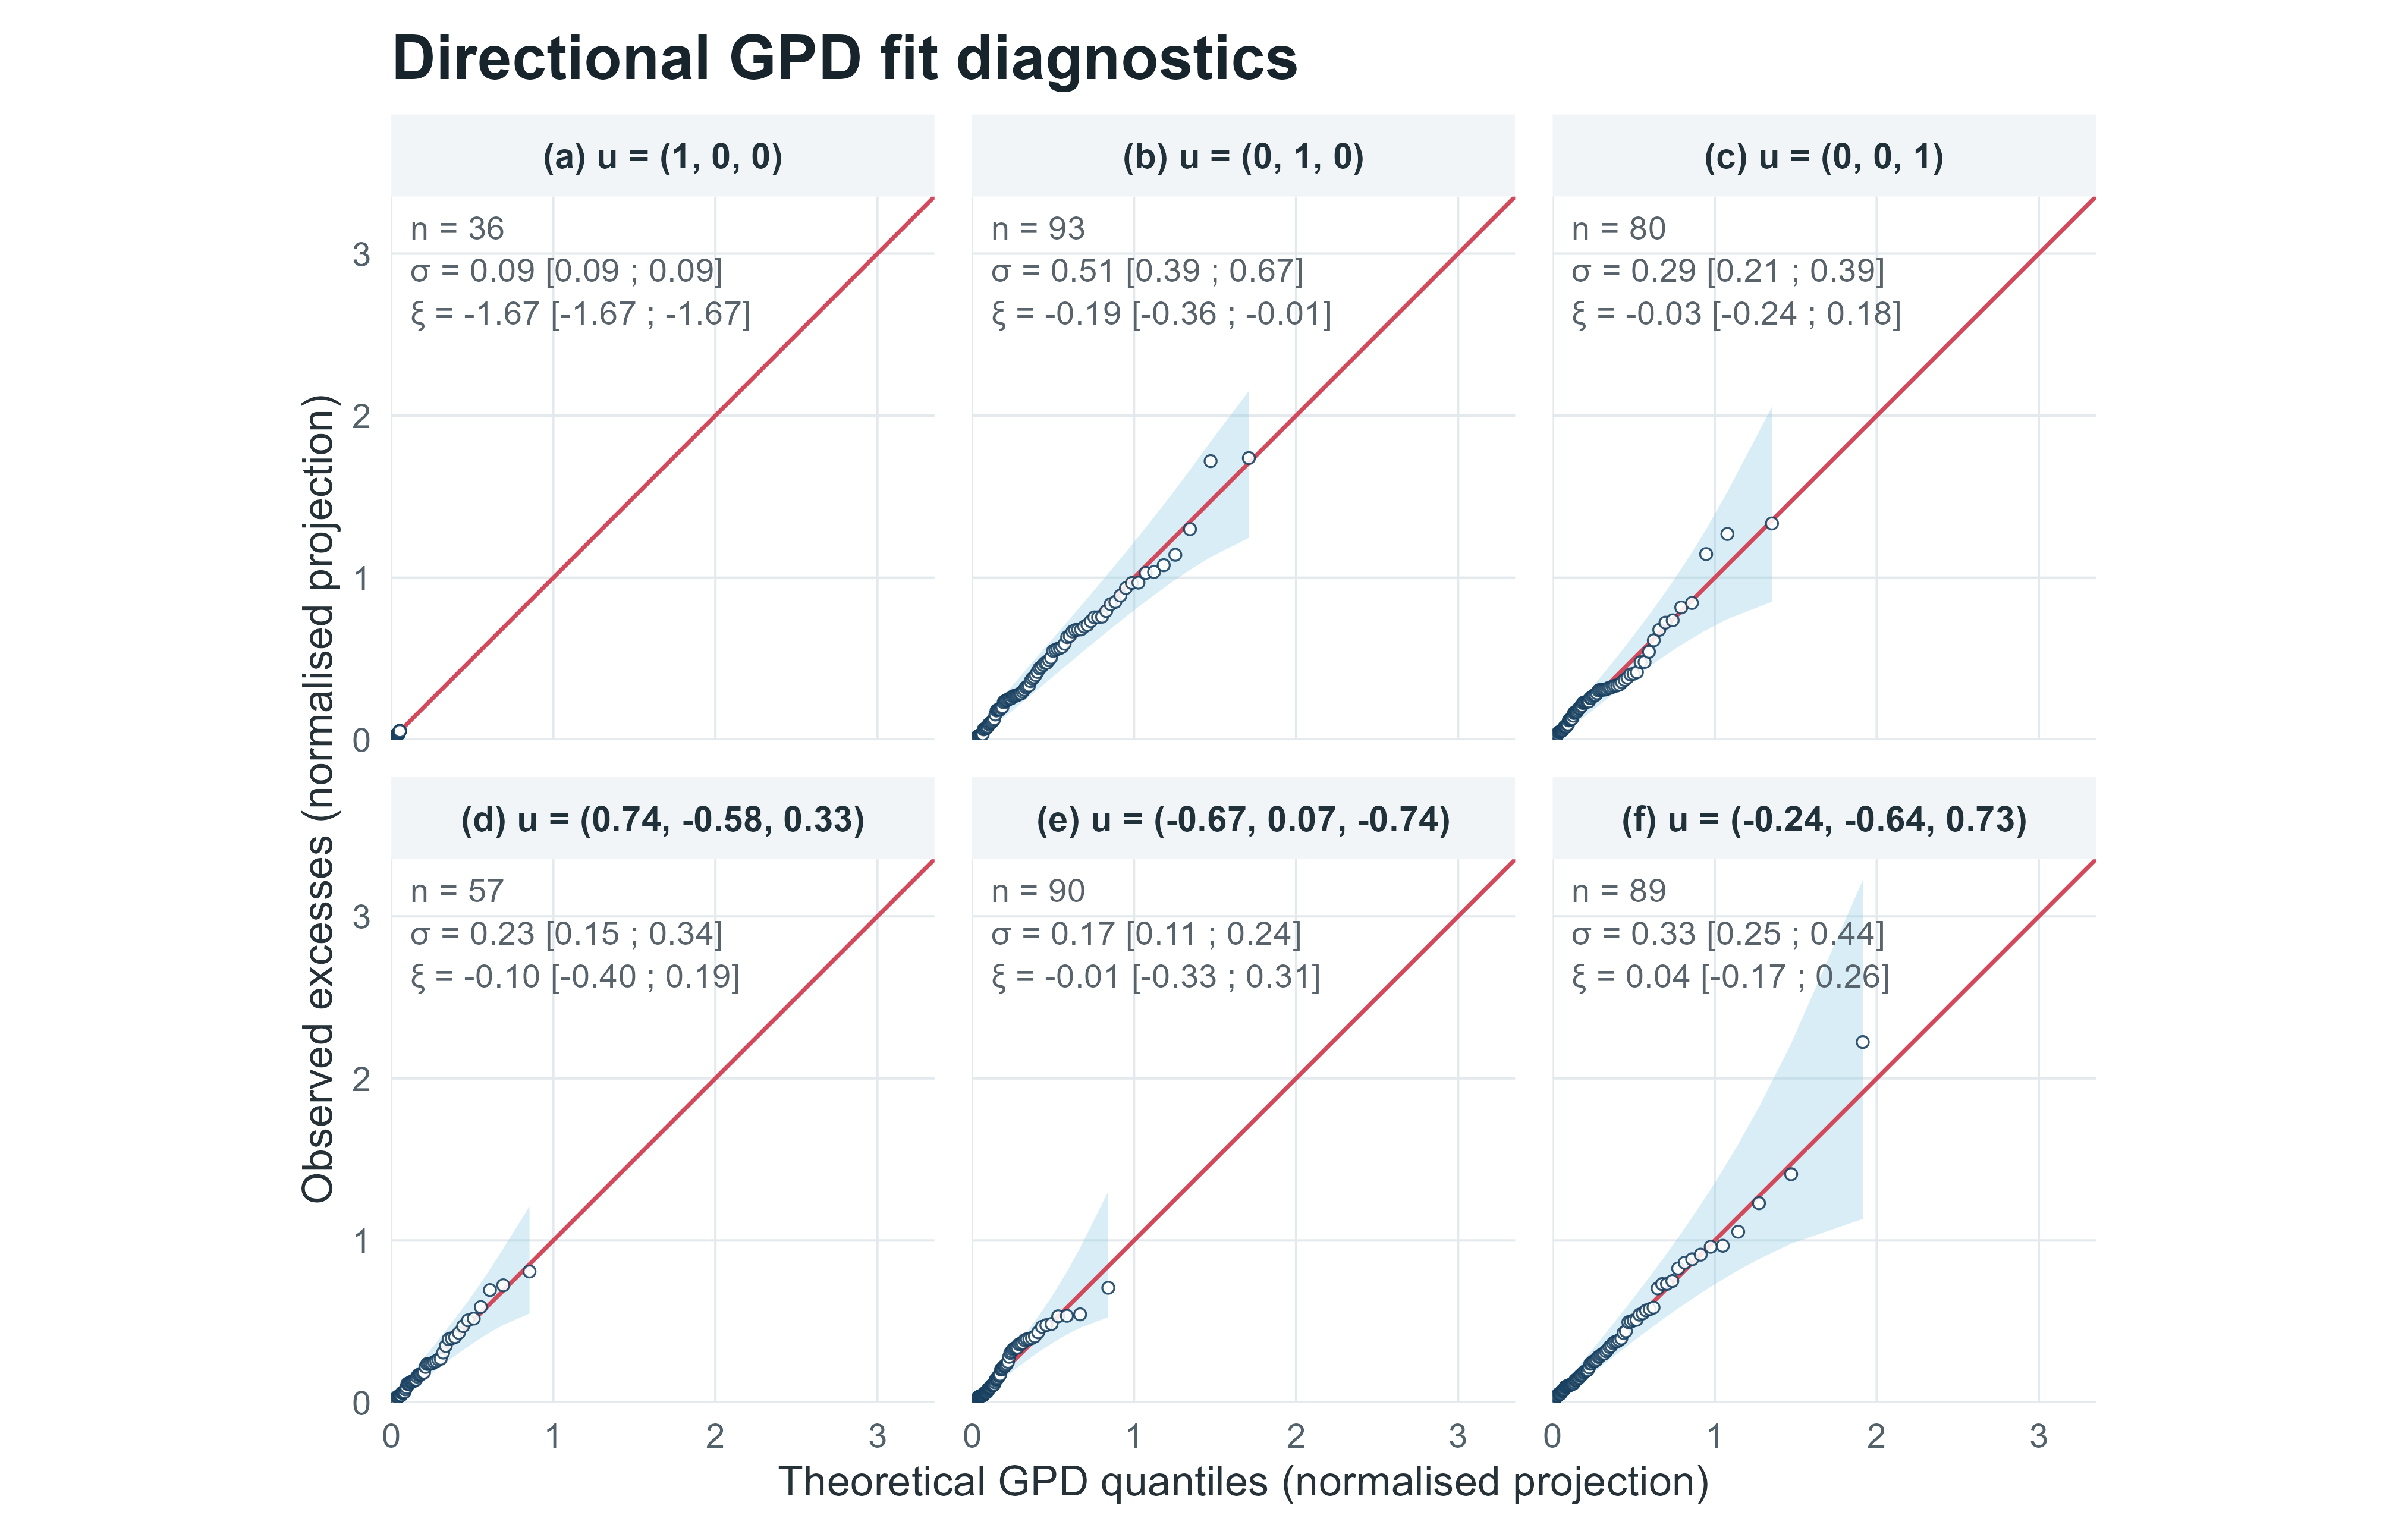 Directional GPD fit diagnostics
(a) u = (1, 0, 0)
n = 36
σ = 0.09 [0.09 ; 0.09]
ξ = -1.67 [-1.67 ; -1.67]
(b) u = (0, 1, 0)
n = 93
σ = 0.51 [0.39 ; 0.67]
ξ = -0.19 [-0.36 ; -0.01]
(c) u = (0, 0, 1)
n = 80
σ = 0.29 [0.21 ; 0.39]
ξ = -0.03 [-0.24 ; 0.18]
3
2
1
0
(d) u = (0.74, -0.58, 0.33)
n = 57
σ = 0.23 [0.15 ; 0.34]
ξ = -0.10 [-0.40 ; 0.19]
(e) u = (-0.67, 0.07, -0.74)
n = 90
σ = 0.17 [0.11 ; 0.24]
ξ = -0.01 [-0.33 ; 0.31]
(f) u = (-0.24, -0.64, 0.73)
n = 89
σ = 0.33 [0.25 ; 0.44]
ξ = 0.04 [-0.17 ; 0.26]
3
2
1
0
0 1 2 3
0 1 2 3
0 1 2 3
Observed excesses (normalised projection)
Theoretical GPD quantiles (normalised projection)